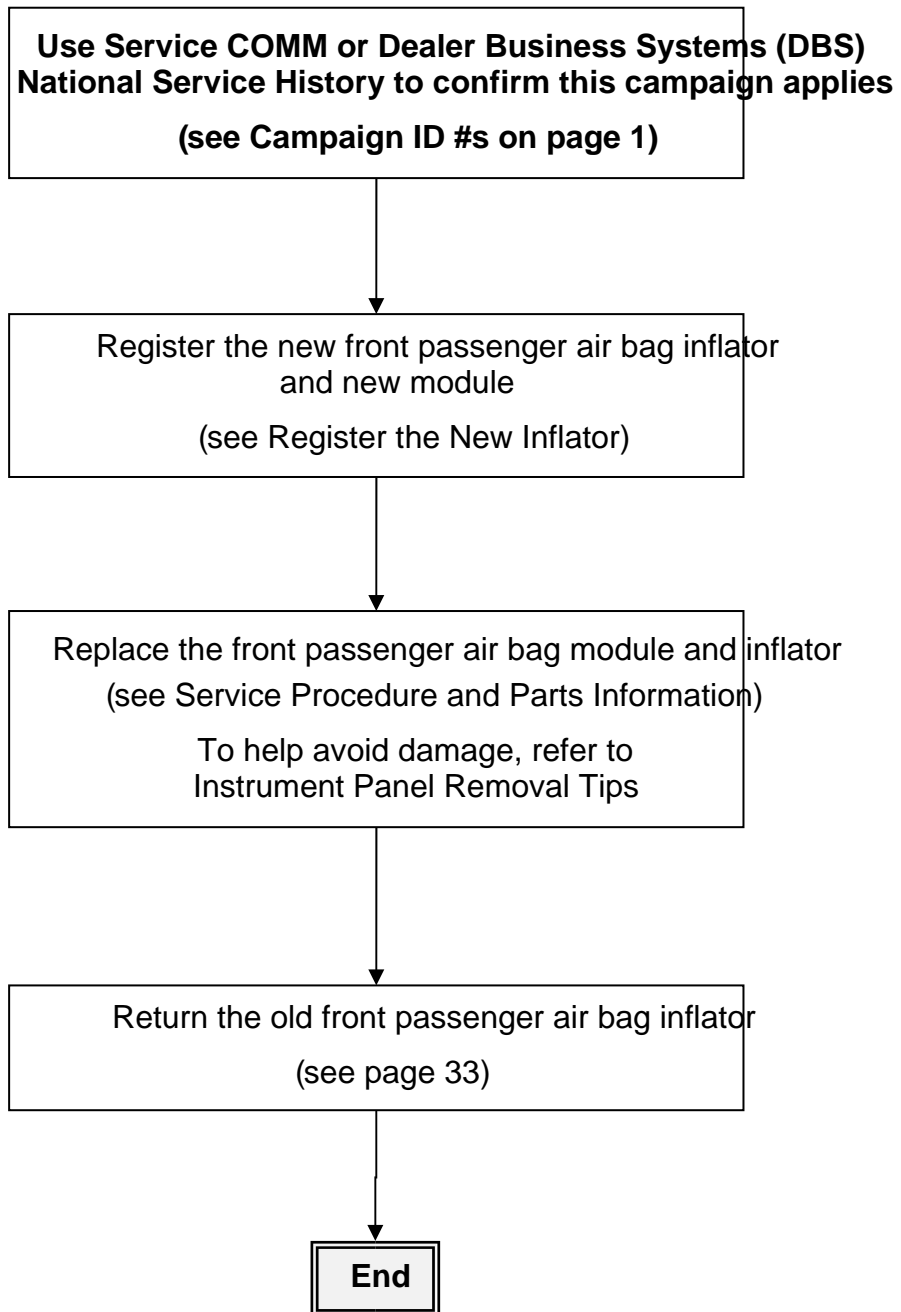 Use Service COMM or Dealer Business Systems (DBS)
National Service History to confirm this campaign applies
(see Campaign ID #s on page 1)
Register the new front passenger air bag inflator
and new module
(see Register the New Inflator)
Replace the front passenger air bag module and inflator
(see Service Procedure and Parts Information)
To help avoid damage, refer to
Instrument Panel Removal Tips
Return the old front passenger air bag inflator
(see page 33)
End